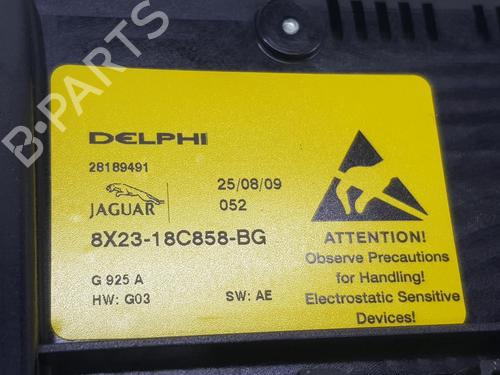 DELPHI
28189491
25/08/09
JAGUAR
052
8X23-18C858-BG
G 925 A
HW: G03
SW: AE
ATTENTION!
Observe Precautions
for Handling!
Electrostatic Sensitive
Devices!
B-PARTS